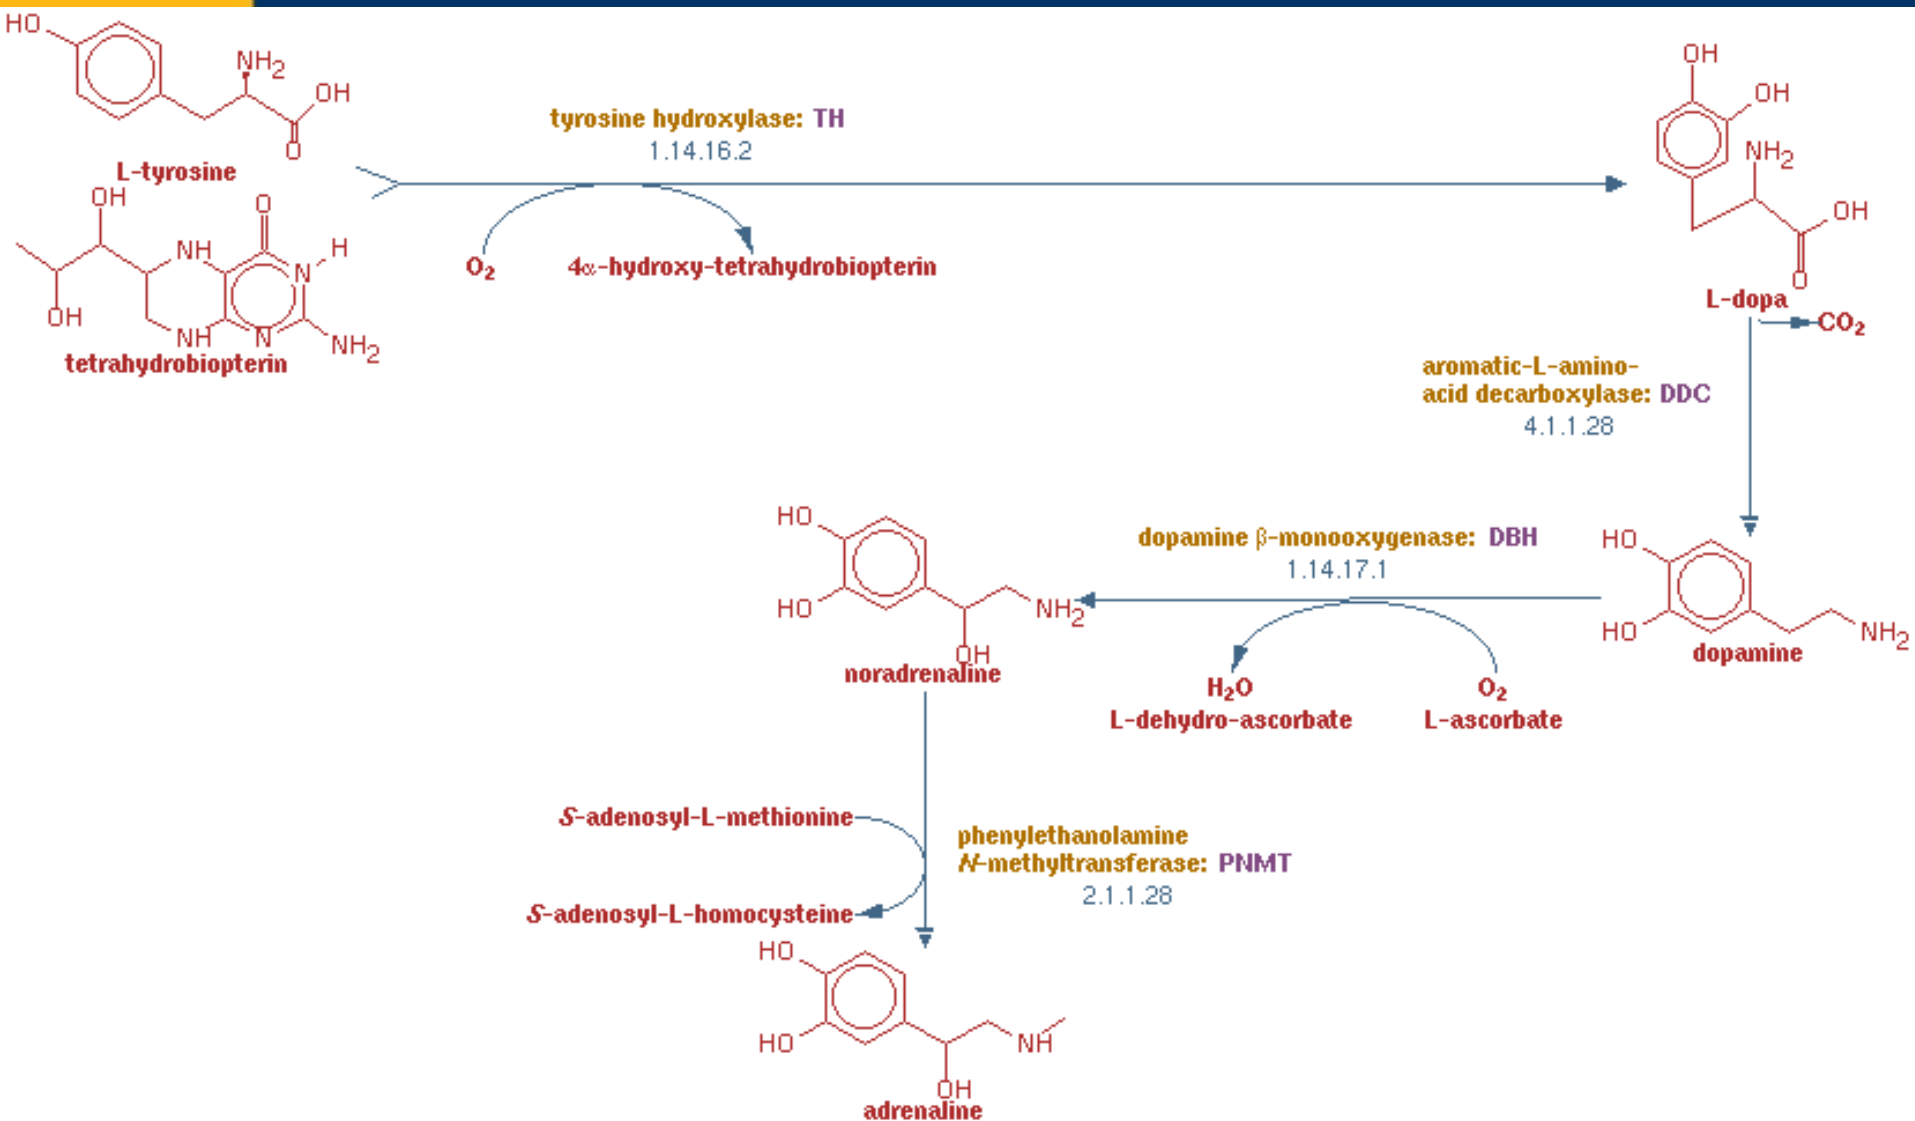 HO
NH2
OH
O
L-tyrosine
OH
O
NH
H
N
OH
NH
N
NH2
tetrahydrobiopterin
tyrosine hydroxylase: TH
1.14.16.2
O2
4α-hydroxy-tetrahydrobiopterin
OH
OH
NH2
OH
O
L-dopa
CO2
aromatic-L-amino-
acid decarboxylase: DDC
4.1.1.28
HO
HO
NH2
dopamine
dopamine β-monooxygenase: DBH
1.14.17.1
H2O
O2
L-dehydro-ascorbate
L-ascorbate
HO
HO
NH2
OH
noradrenaline
S-adenosyl-L-methionine
phenylethanolamine
N-methyltransferase: PNMT
2.1.1.28
S-adenosyl-L-homocysteine
HO
HO
NH
OH
adrenaline